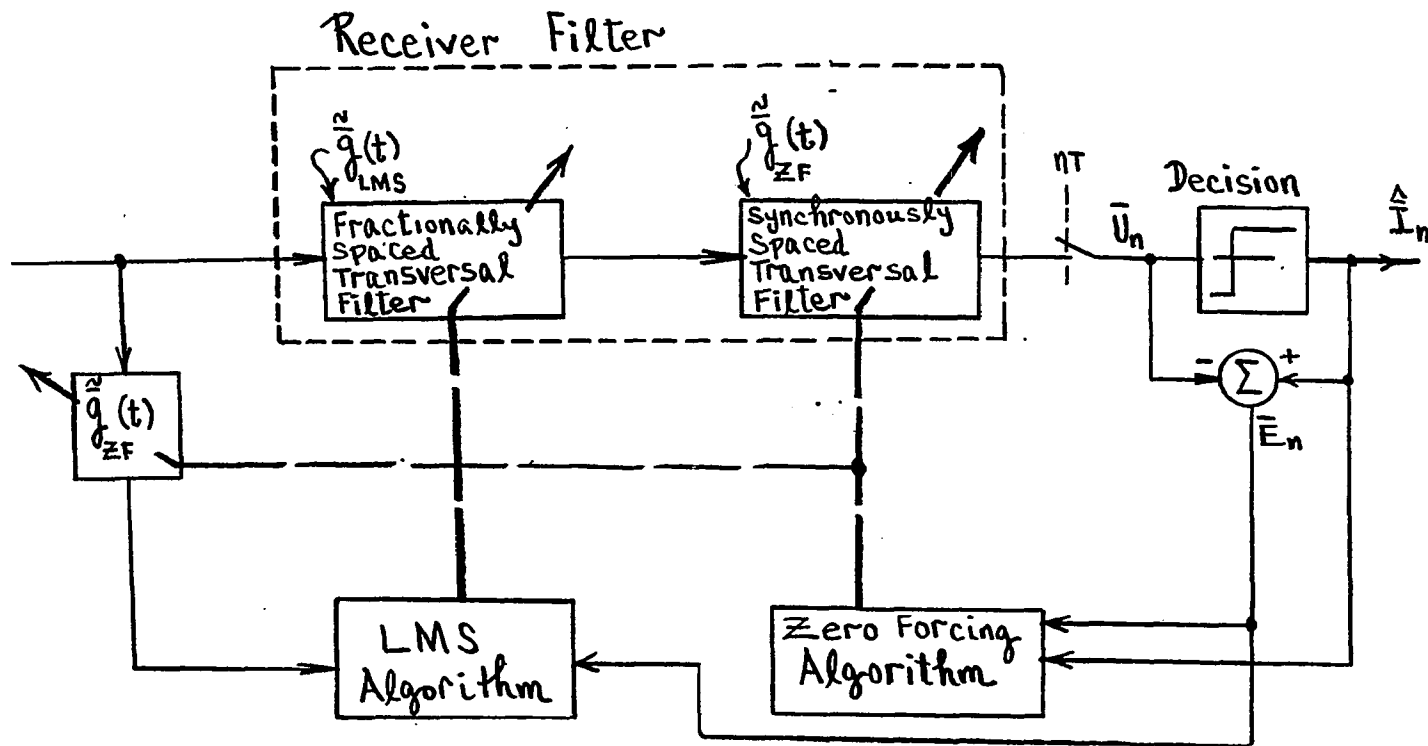 Receiver Filter
g̃(t)
LMS
g̃(t)
ZF
nT
Decision
Fractionally
Spaced
Transversal
Filter
Synchronously
Spaced
Transversal
Filter
Ū_n
Î_n
-
Σ
+
Ē_n
g̃(t)
ZF
LMS
Algorithm
Zero Forcing
Algorithm